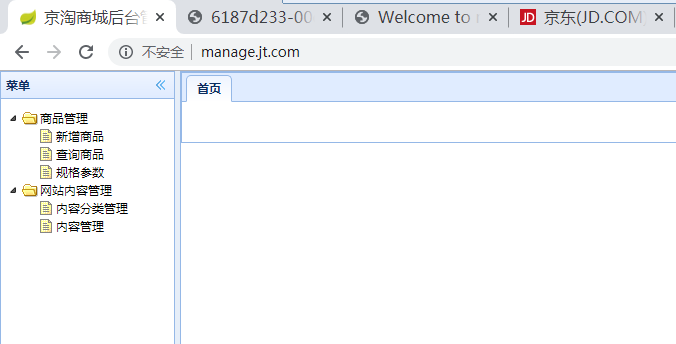 京淘商城后台管
6187d233-00
Welcome to
京东(JD.COM)
不安全 manage.jt.com
菜单
首页
商品管理
新增商品
查询商品
规格参数
网站内容管理
内容分类管理
内容管理